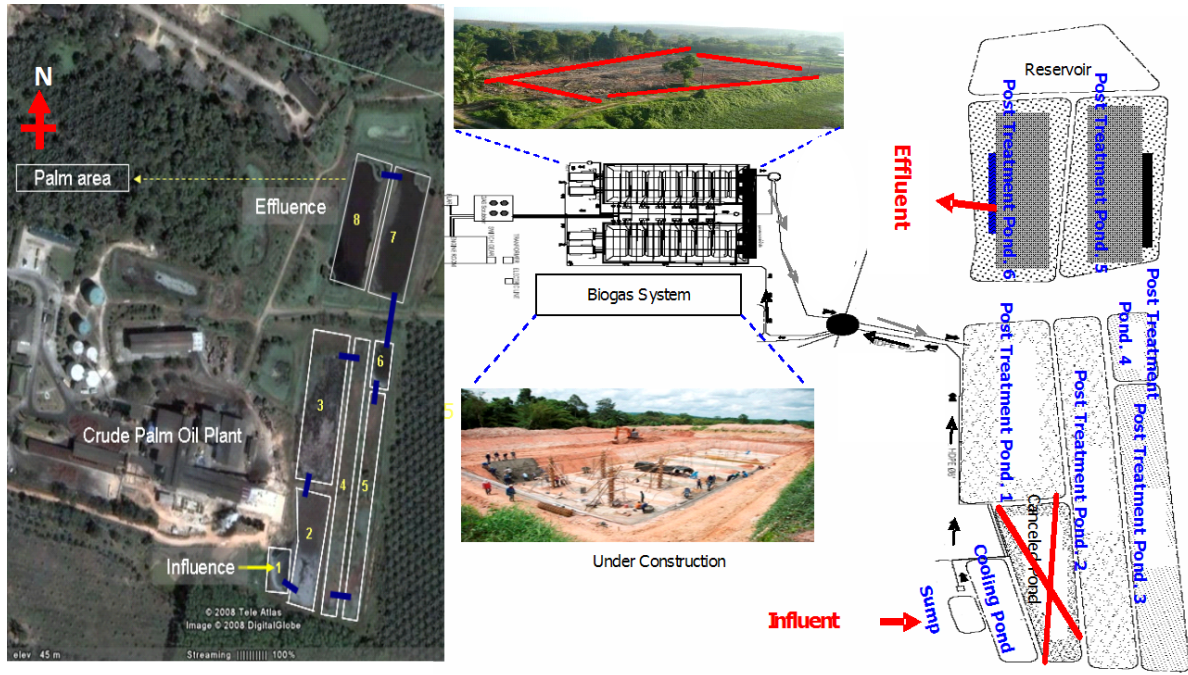 N
Palm area
Effluence
8
7
6
3
5
4
5
Crude Palm Oil Plant
2
Influence
1
© 2008 Tele Atlas
Image © 2008 DigitalGlobe
elev 45 m
Streaming |||||||||| 100%
Biogas System
Under Construction
Reservoir
Post Treatment Pond. 6
Post Treatment Pond. 5
Effluent
Post Treatment Pond. 1
Post Treatment Pond. 2
Post Treatment
Pond. 4
Post Treatment Pond. 3
Canceled Pond.
Cooling Pond
Sump
Influent